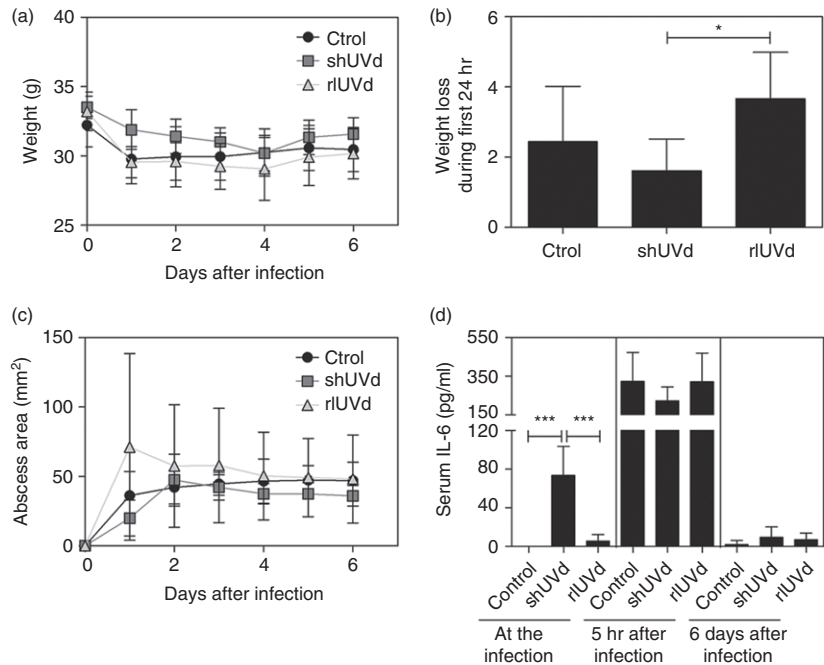 (a)
40
35
30
25
Weight (g)
Ctrol
shUVd
rlUVd
0 2 4 6
Days after infection
(b)
6
4
2
0
Weight loss
during first 24 hr
*
Ctrol shUVd rlUVd
(c)
150
100
50
0
Abscess area (mm²)
Ctrol
shUVd
rlUVd
0 2 4 6
Days after infection
(d)
550
350
150
120
80
40
0
Serum IL-6 (pg/ml)
*** ***
Control shUVd rlUVd Control shUVd rlUVd Control shUVd rlUVd
At the 5 hr after 6 days after
infection infection infection